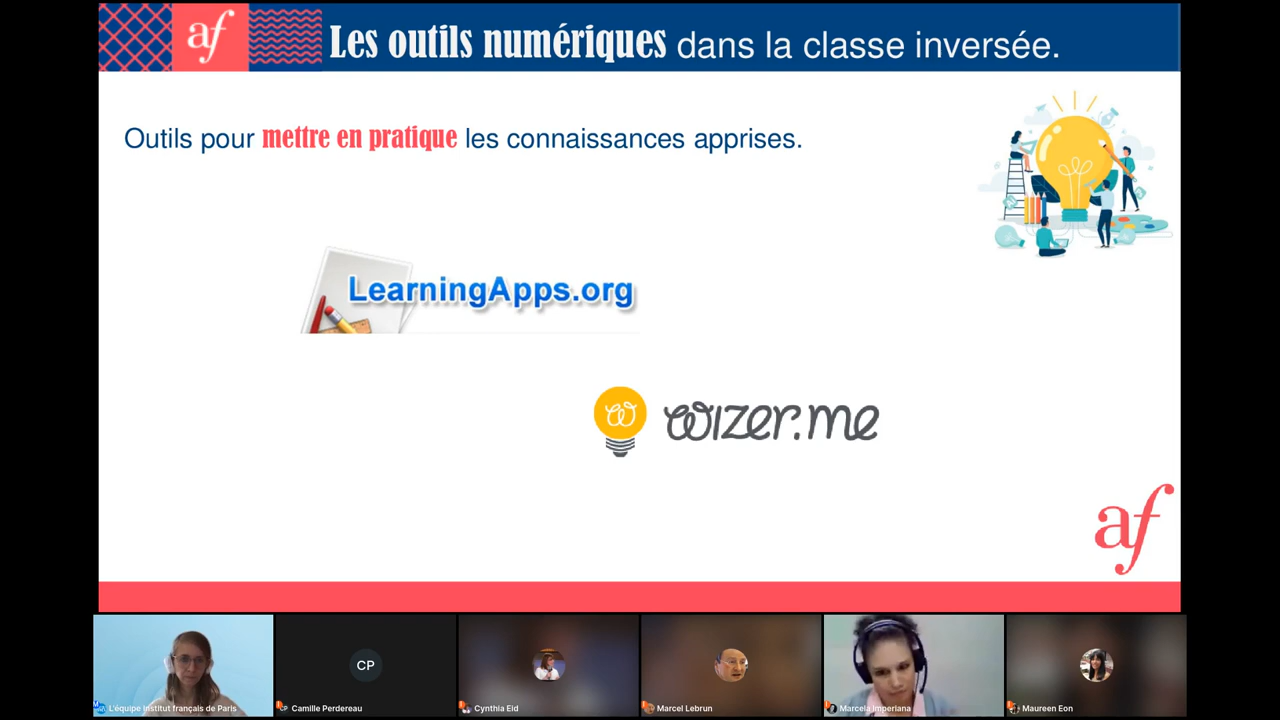 af
Les outils numériques dans la classe inversée.
Outils pour mettre en pratique les connaissances apprises.
LearningApps.org
w wizer.me
af
L'équipe Institut français de Paris
CP
CP Camille Perdereau
Cynthia Eid
Marcel Lebrun
Marcela Imperiana
Maureen Eon